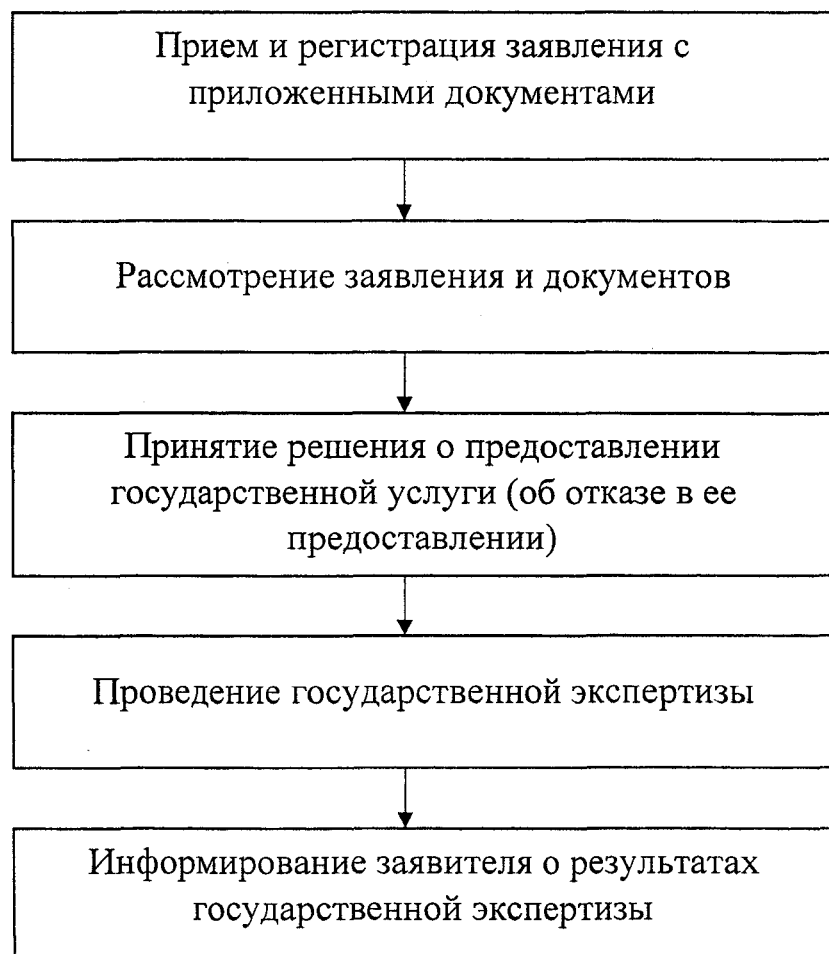 Прием и регистрация заявления с
приложенными документами
Рассмотрение заявления и документов
Принятие решения о предоставлении
государственной услуги (об отказе в ее
предоставлении)
Проведение государственной экспертизы
Информирование заявителя о результатах
государственной экспертизы